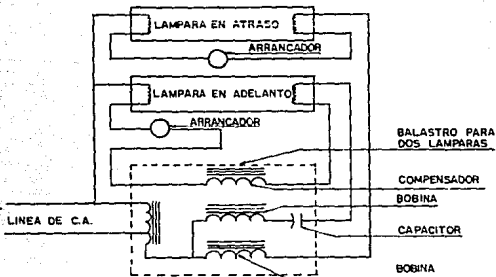 LAMPARA EN ATRASO
ARRANCADOR
LAMPARA EN ADELANTO
ARRANCADOR
BALASTRO PARA
DOS LAMPARAS
COMPENSADOR
BOBINA
LINEA DE C.A.
CAPACITOR
BOBINA